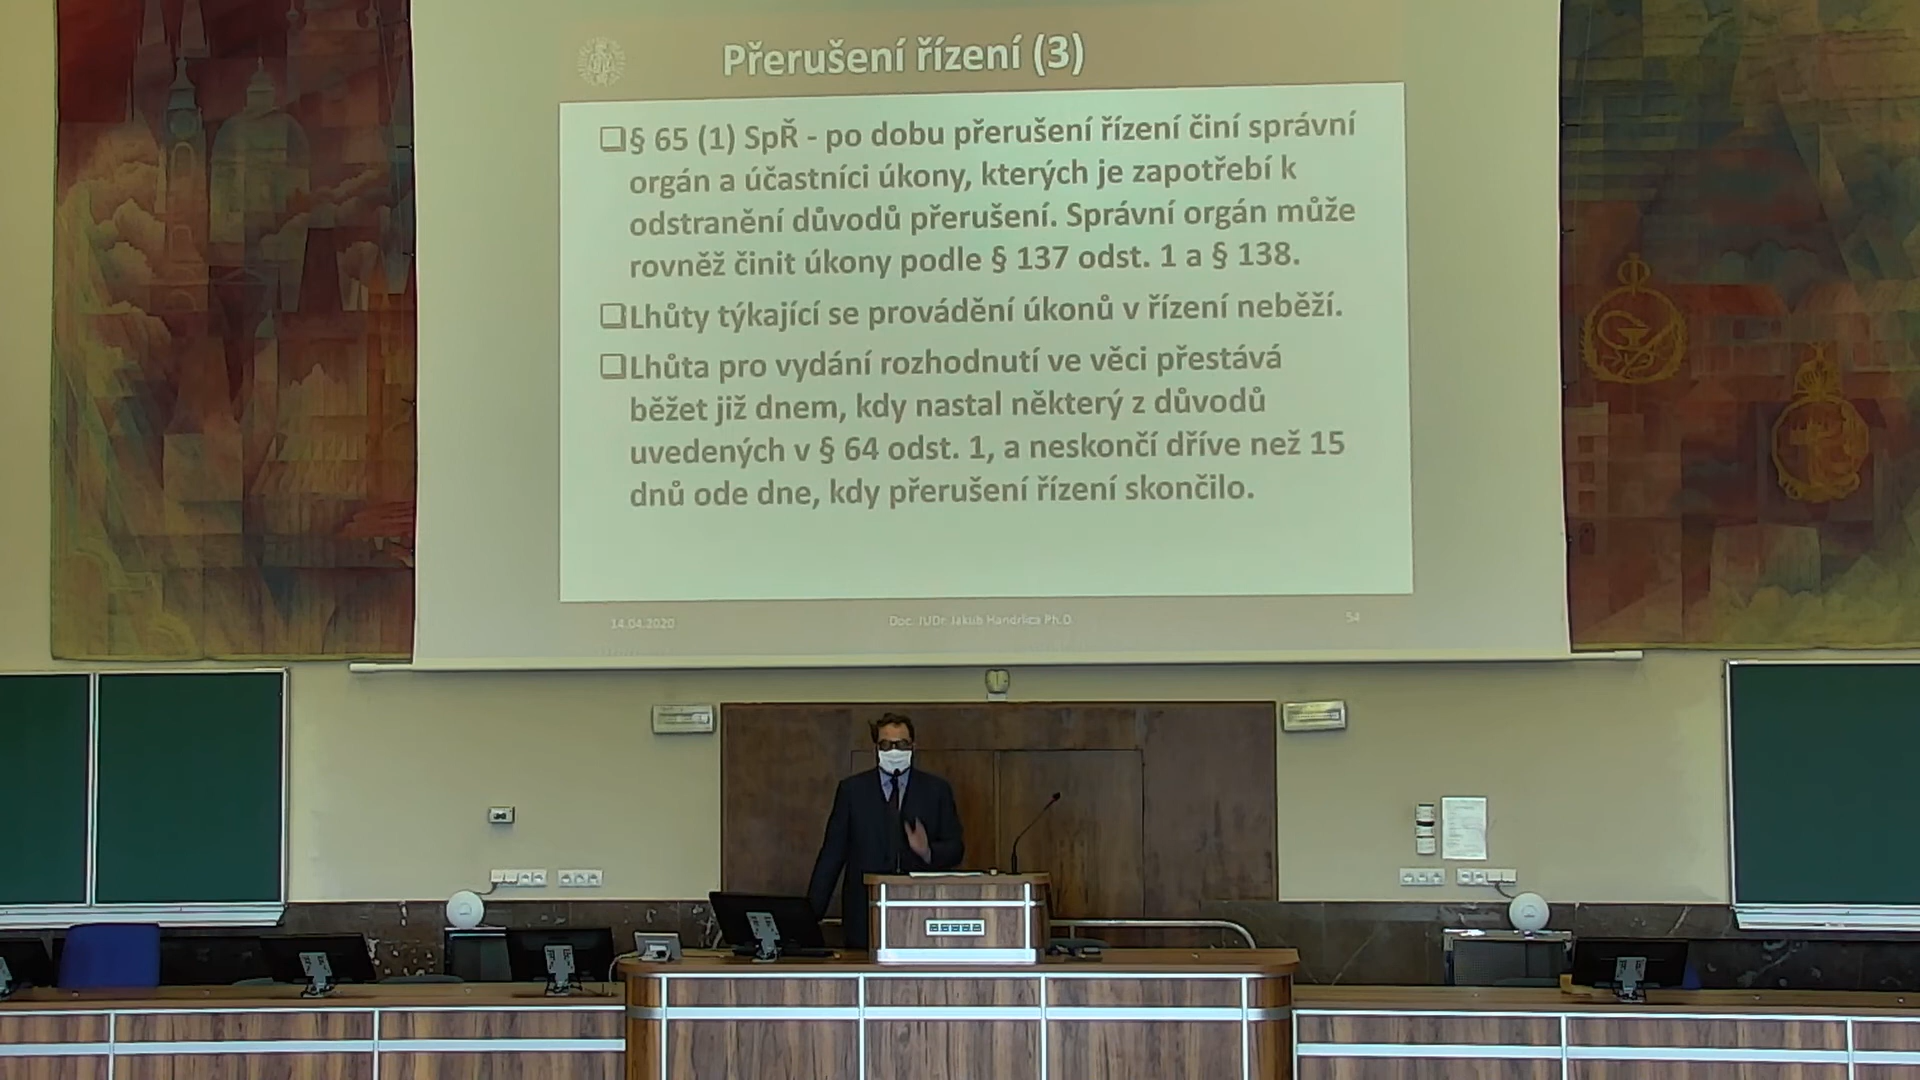 Přerušení řízení (3)
❑§ 65 (1) SpŘ - po dobu přerušení řízení činí správní
orgán a účastníci úkony, kterých je zapotřebí k
odstranění důvodů přerušení. Správní orgán může
rovněž činit úkony podle § 137 odst. 1 a § 138.
❑Lhůty týkající se provádění úkonů v řízení neběží.
❑Lhůta pro vydání rozhodnutí ve věci přestává
běžet již dnem, kdy nastal některý z důvodů
uvedených v § 64 odst. 1, a neskončí dříve než 15
dnů ode dne, kdy přerušení řízení skončilo.
14.04.2020 Doc. JUDr. Jakub Handrlica Ph.D. 54